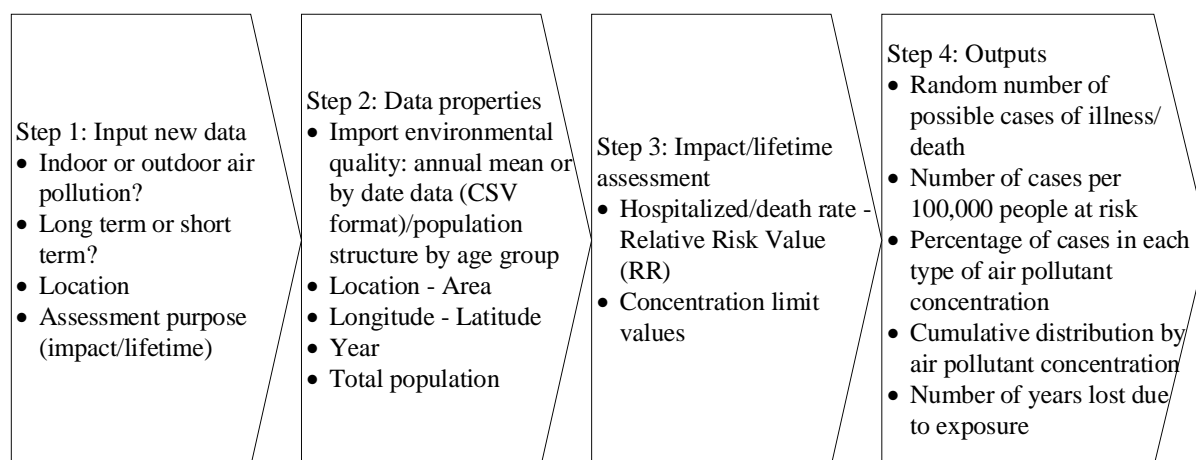 Step 1: Input new data
• Indoor or outdoor air
pollution?
• Long term or short
term?
• Location
• Assessment purpose
(impact/lifetime)
Step 2: Data properties
• Import environmental
quality: annual mean or
by date data (CSV
format)/population
structure by age group
• Location - Area
• Longitude - Latitude
• Year
• Total population
Step 3: Impact/lifetime
assessment
• Hospitalized/death rate -
Relative Risk Value
(RR)
• Concentration limit
values
Step 4: Outputs
• Random number of
possible cases of illness/
death
• Number of cases per
100,000 people at risk
• Percentage of cases in each
type of air pollutant
concentration
• Cumulative distribution by
air pollutant concentration
• Number of years lost due
to exposure